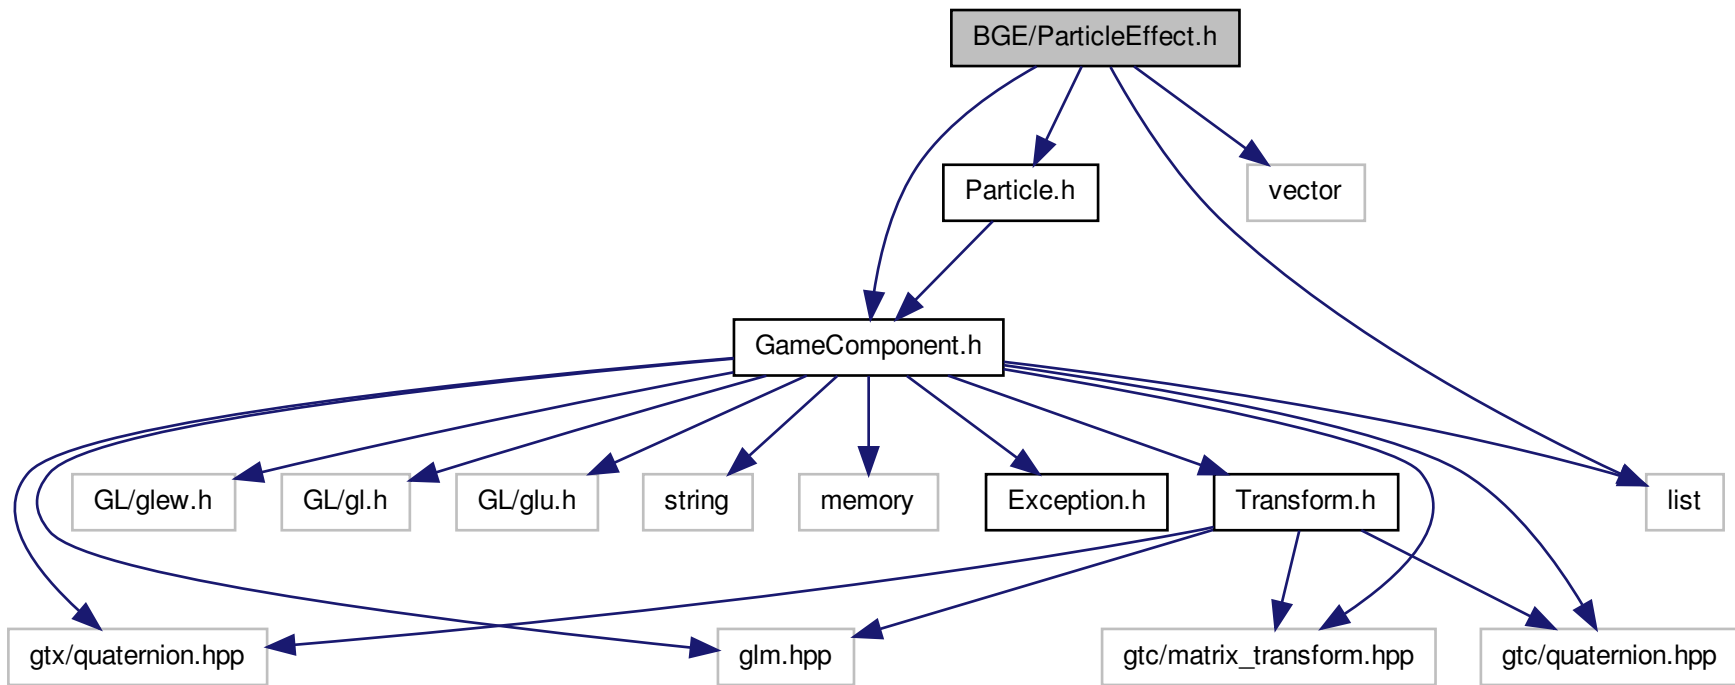 BGE/ParticleEffect.h
Particle.h
vector
GameComponent.h
GL/glew.h
GL/gl.h
GL/glu.h
string
memory
Exception.h
Transform.h
list
gtx/quaternion.hpp
glm.hpp
gtc/matrix_transform.hpp
gtc/quaternion.hpp